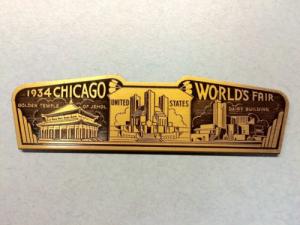 1934 CHICAGO
WORLD'S FAIR
GOLDEN TEMPLE OF JEHOL
UNITED STATES
DAIRY BUILDING